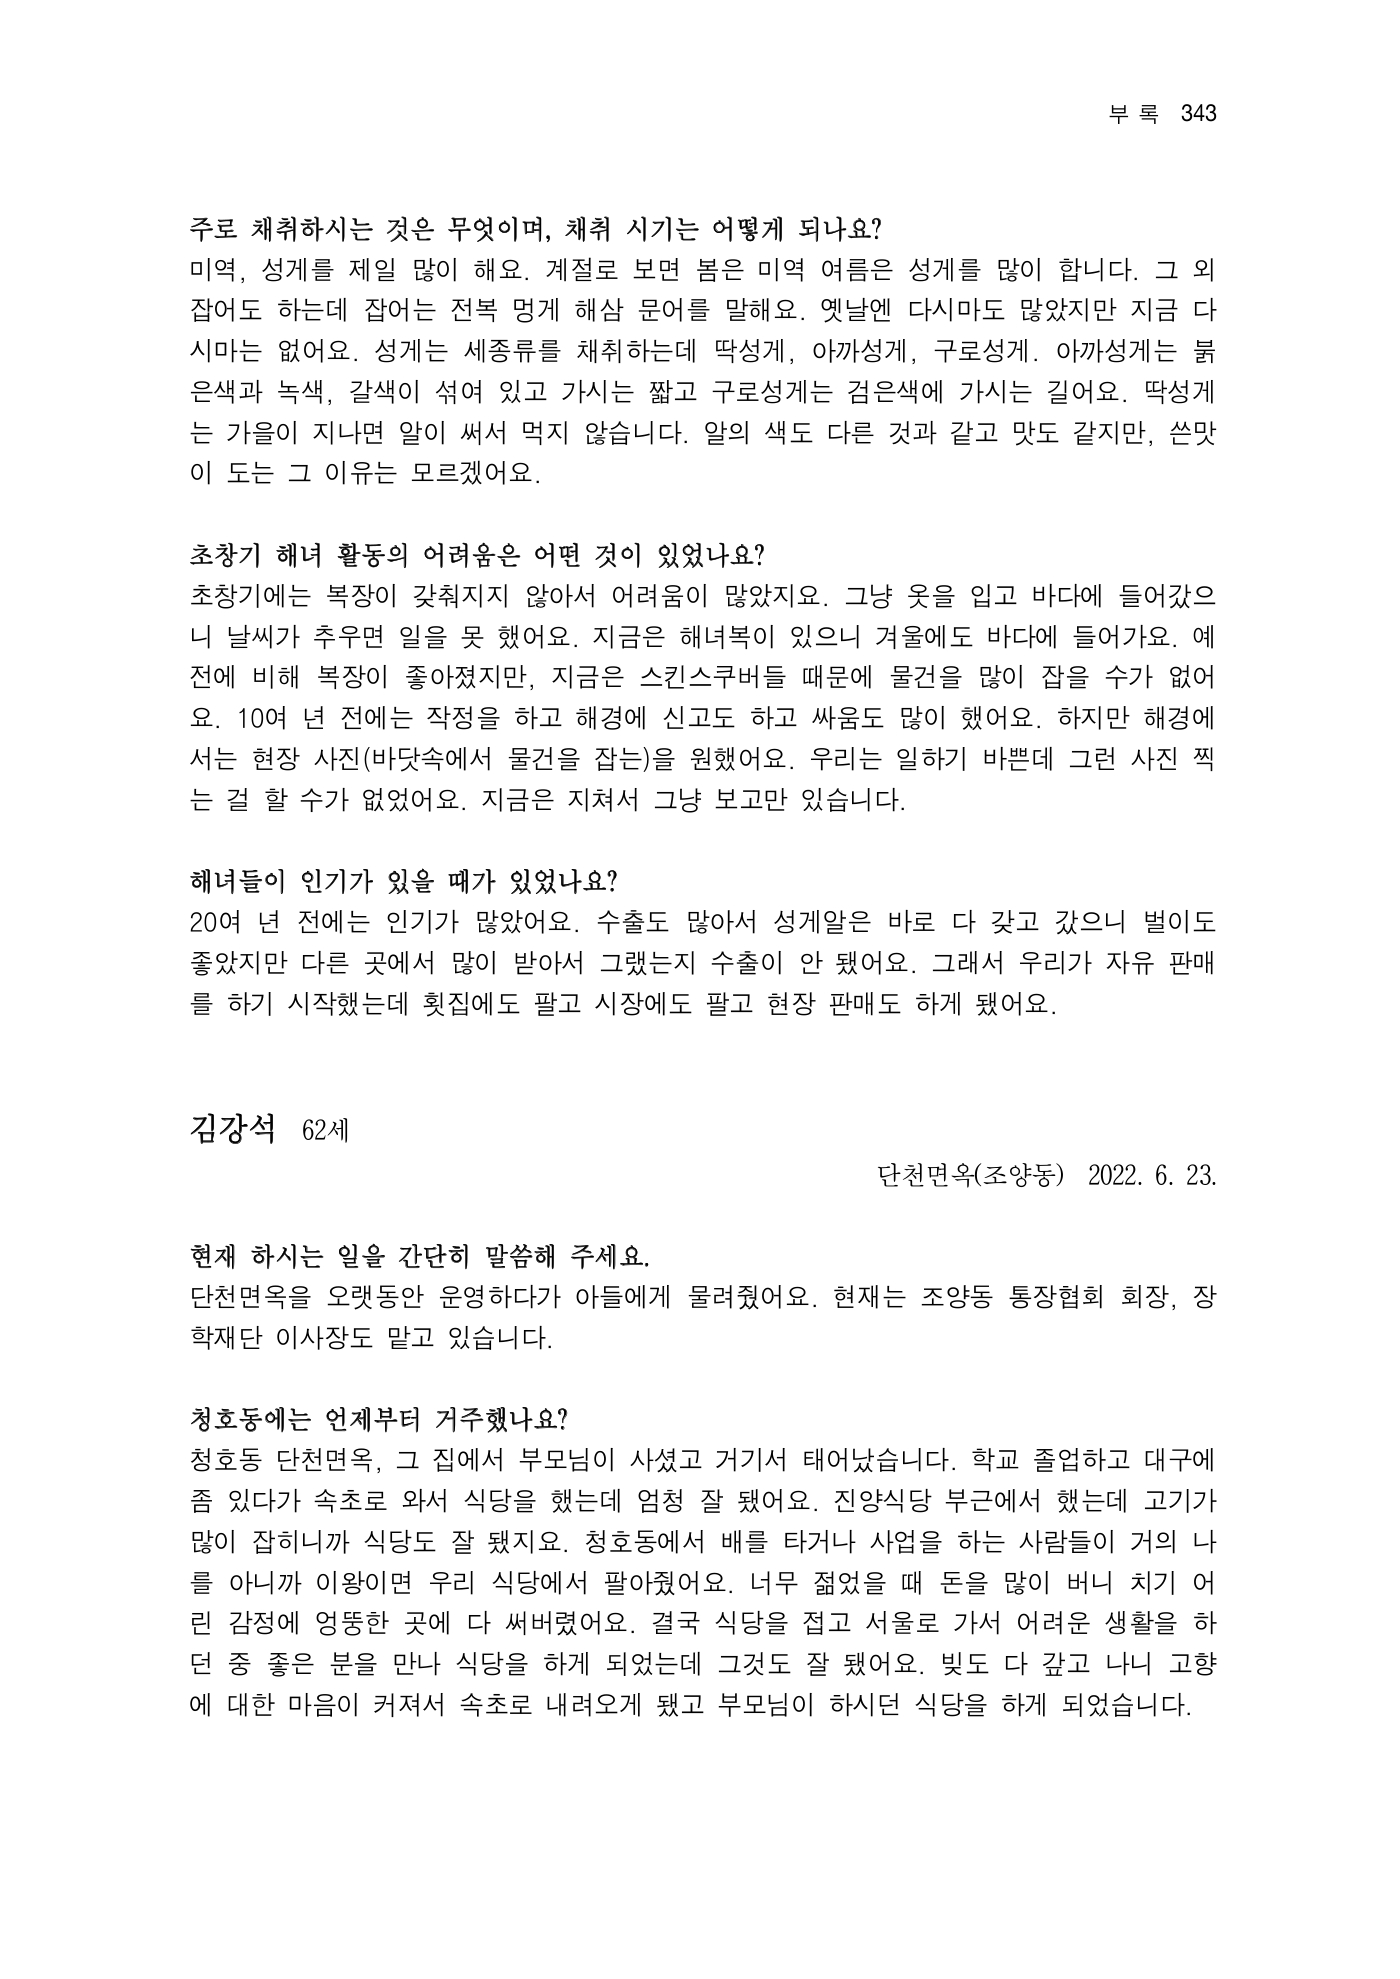 부 록 343
주로 채취하시는 것은 무엇이며, 채취 시기는 어떻게 되나요?
미역, 성게를 제일 많이 해요. 계절로 보면 봄은 미역 여름은 성게를 많이 합니다. 그 외
잡어도 하는데 잡어는 전복 멍게 해삼 문어를 말해요. 옛날엔 다시마도 많았지만 지금 다
시마는 없어요. 성게는 세종류를 채취하는데 딱성게, 아까성게, 구로성게. 아까성게는 붉
은색과 녹색, 갈색이 섞여 있고 가시는 짧고 구로성게는 검은색에 가시는 길어요. 딱성게
는 가을이 지나면 알이 써서 먹지 않습니다. 알의 색도 다른 것과 같고 맛도 같지만, 쓴맛
이 도는 그 이유는 모르겠어요.
초창기 해녀 활동의 어려움은 어떤 것이 있었나요?
초창기에는 복장이 갖춰지지 않아서 어려움이 많았지요. 그냥 옷을 입고 바다에 들어갔으
니 날씨가 추우면 일을 못 했어요. 지금은 해녀복이 있으니 겨울에도 바다에 들어가요. 예
전에 비해 복장이 좋아졌지만, 지금은 스킨스쿠버들 때문에 물건을 많이 잡을 수가 없어
요. 10여 년 전에는 작정을 하고 해경에 신고도 하고 싸움도 많이 했어요. 하지만 해경에
서는 현장 사진(바닷속에서 물건을 잡는)을 원했어요. 우리는 일하기 바쁜데 그런 사진 찍
는 걸 할 수가 없었어요. 지금은 지쳐서 그냥 보고만 있습니다.
해녀들이 인기가 있을 때가 있었나요?
20여 년 전에는 인기가 많았어요. 수출도 많아서 성게알은 바로 다 갖고 갔으니 벌이도
좋았지만 다른 곳에서 많이 받아서 그랬는지 수출이 안 됐어요. 그래서 우리가 자유 판매
를 하기 시작했는데 횟집에도 팔고 시장에도 팔고 현장 판매도 하게 됐어요.
김강석 62세
단천면옥(조양동) 2022. 6. 23.
현재 하시는 일을 간단히 말씀해 주세요.
단천면옥을 오랫동안 운영하다가 아들에게 물려줬어요. 현재는 조양동 통장협회 회장, 장
학재단 이사장도 맡고 있습니다.
청호동에는 언제부터 거주했나요?
청호동 단천면옥, 그 집에서 부모님이 사셨고 거기서 태어났습니다. 학교 졸업하고 대구에
좀 있다가 속초로 와서 식당을 했는데 엄청 잘 됐어요. 진양식당 부근에서 했는데 고기가
많이 잡히니까 식당도 잘 됐지요. 청호동에서 배를 타거나 사업을 하는 사람들이 거의 나
를 아니까 이왕이면 우리 식당에서 팔아줬어요. 너무 젊었을 때 돈을 많이 버니 치기 어
린 감정에 엉뚱한 곳에 다 써버렸어요. 결국 식당을 접고 서울로 가서 어려운 생활을 하
던 중 좋은 분을 만나 식당을 하게 되었는데 그것도 잘 됐어요. 빚도 다 갚고 나니 고향
에 대한 마음이 커져서 속초로 내려오게 됐고 부모님이 하시던 식당을 하게 되었습니다.